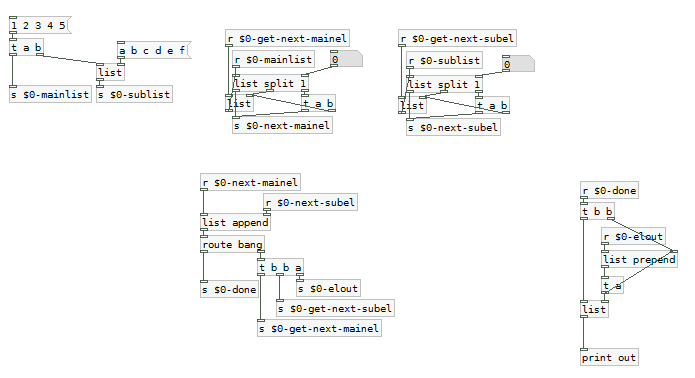 1 2 3 4 5
t a b
a b c d e f
list
s $0-mainlist
s $0-sublist
r $0-get-next-mainel
r $0-mainlist
0
list split 1
list
t a b
s $0-next-mainel
r $0-get-next-subel
r $0-sublist
0
list split 1
list
t a b
s $0-next-subel
r $0-next-mainel
r $0-next-subel
list append
route bang
t b b a
s $0-done
s $0-elout
s $0-get-next-subel
s $0-get-next-mainel
r $0-done
t b b
r $0-elout
list prepend
t a
list
print out